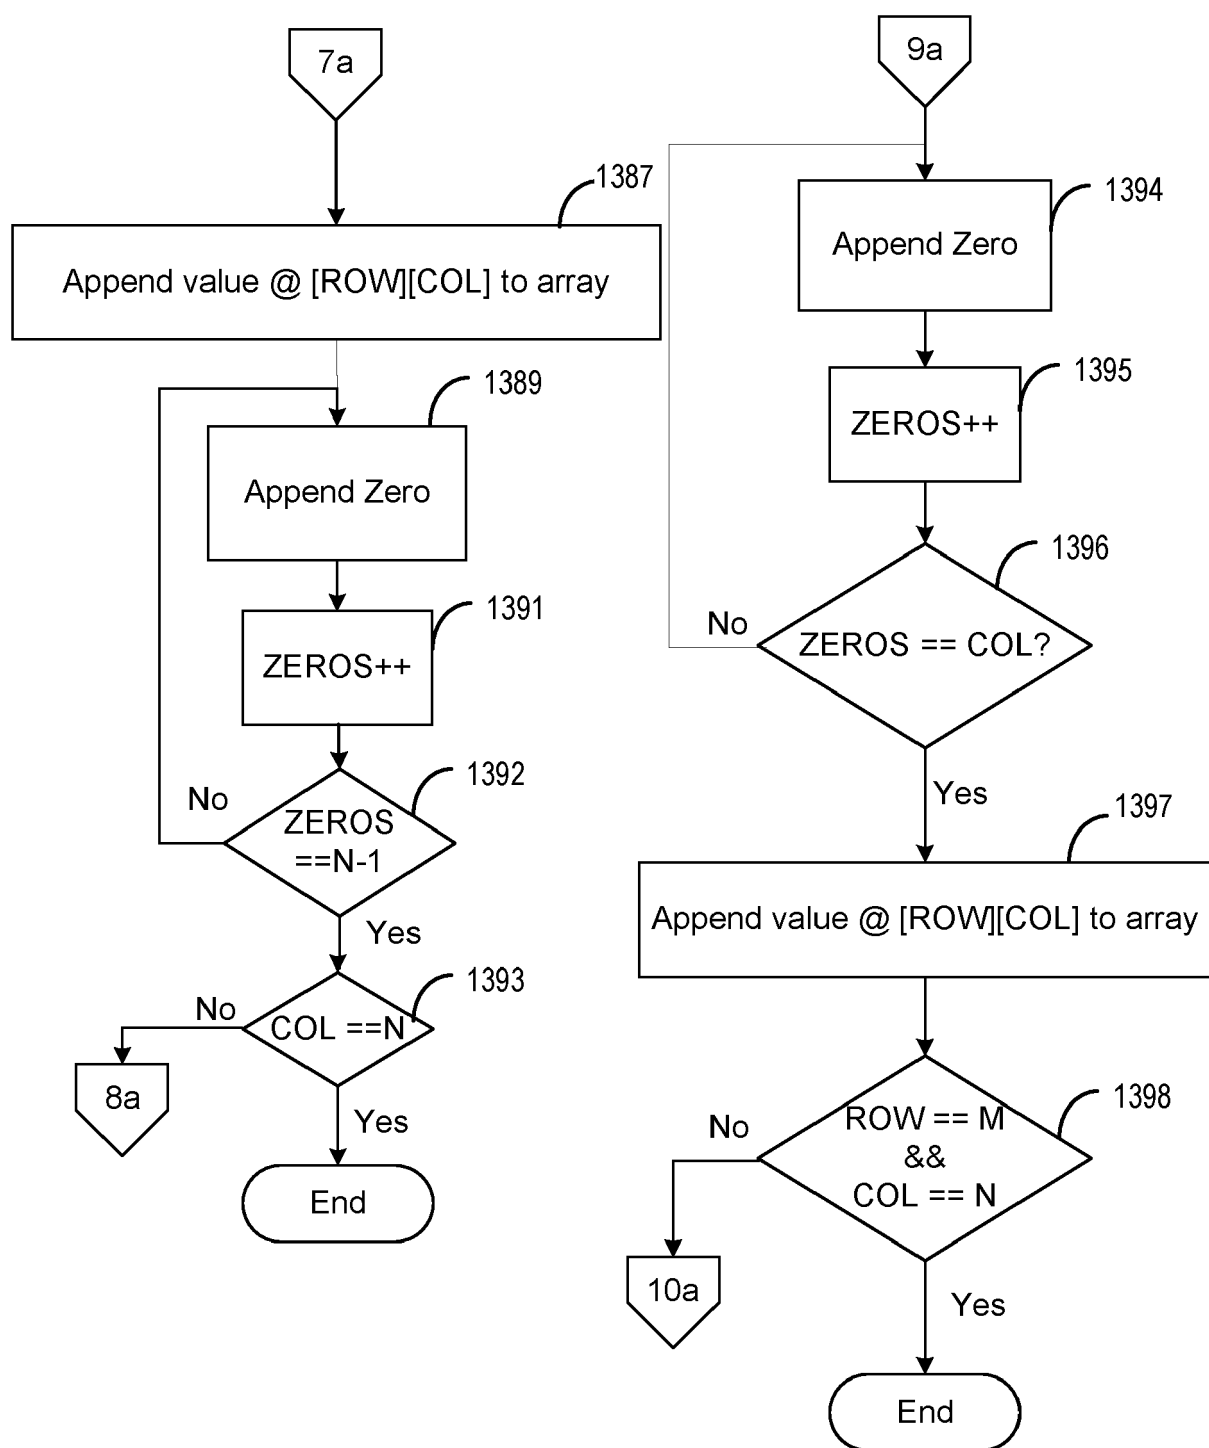 7a
1387
Append value @ [ROW][COL] to array
1389
Append Zero
1391
ZEROS++
1392
No
ZEROS
==N-1
Yes
1393
No
COL ==N
8a
Yes
End
9a
1394
Append Zero
1395
ZEROS++
1396
No
ZEROS == COL?
Yes
1397
Append value @ [ROW][COL] to array
1398
No
ROW == M
&&
COL == N
10a
Yes
End